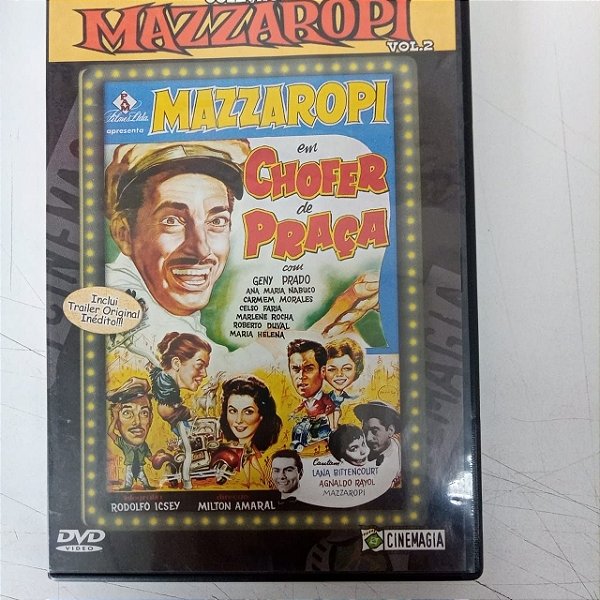 MAZZAROPI
VOL.2
PAM
Filmes Ltda.
apresenta
MAZZAROPI
em
CHOFER
de
PRAÇA
com
GENY PRADO
ANA MARIA NABUCO
CARMEM MORALES
CELSO FARIA
MARLENE ROCHA
ROBERTO DUVAL
MARIA HELENA
Inclui
Trailer Original
Inédito!!!
Cantam
LANA BITTENCOURT
AGNALDO RAYOL
MAZZAROPI
RODOLFO ICSEY
MILTON AMARAL
DVD
VIDEO
CINEMAGIA